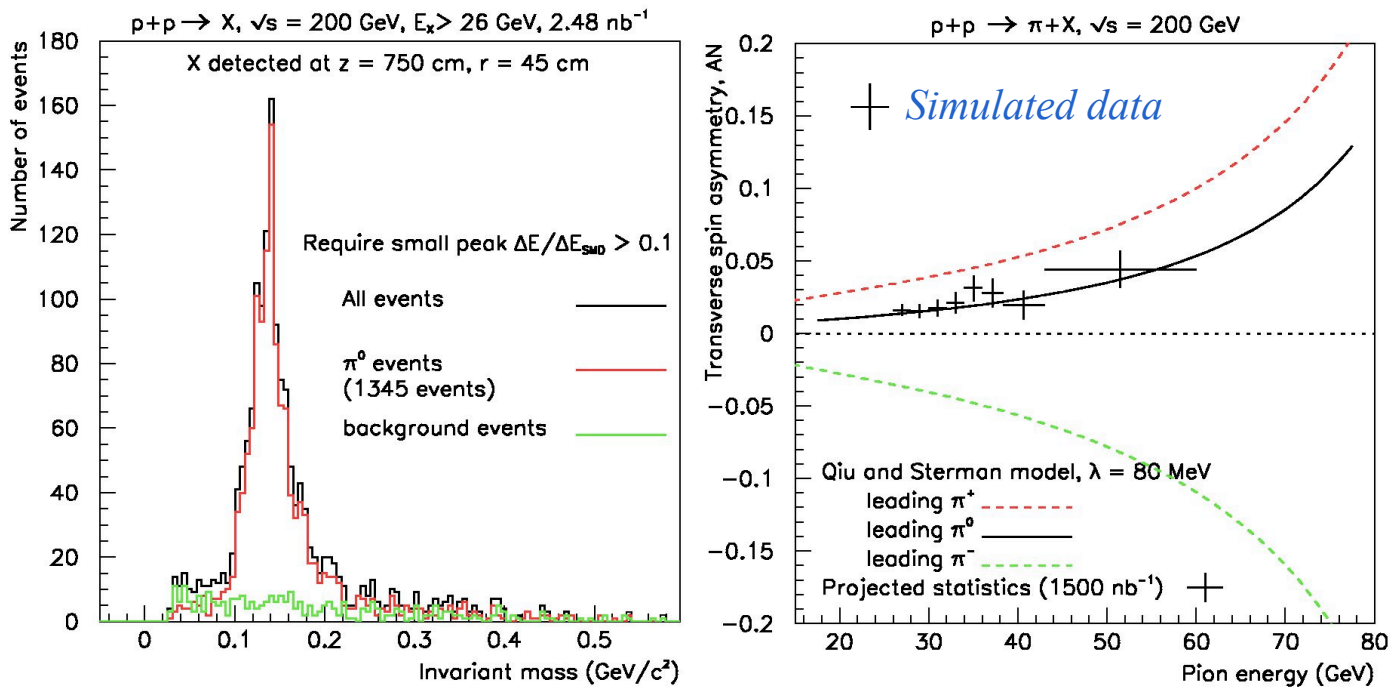 p+p → X, √s = 200 GeV, Eₓ> 26 GeV, 2.48 nb⁻¹
X detected at z = 750 cm, r = 45 cm
Number of events
180
160
140
120
100
80
60
40
20
0
Require small peak ΔE/ΔE_SMD > 0.1
All events
π⁰ events
(1345 events)
background events
0
0.1
0.2
0.3
0.4
0.5
Invariant mass (GeV/c²)
p+p → π+X, √s = 200 GeV
Simulated data
Transverse spin asymmetry, AN
0.2
0.15
0.1
0.05
0
−0.05
−0.1
−0.15
−0.2
Qiu and Sterman model, λ = 80 MeV
leading π⁺
leading π⁰
leading π⁻
Projected statistics (1500 nb⁻¹)
20
30
40
50
60
70
80
Pion energy (GeV)